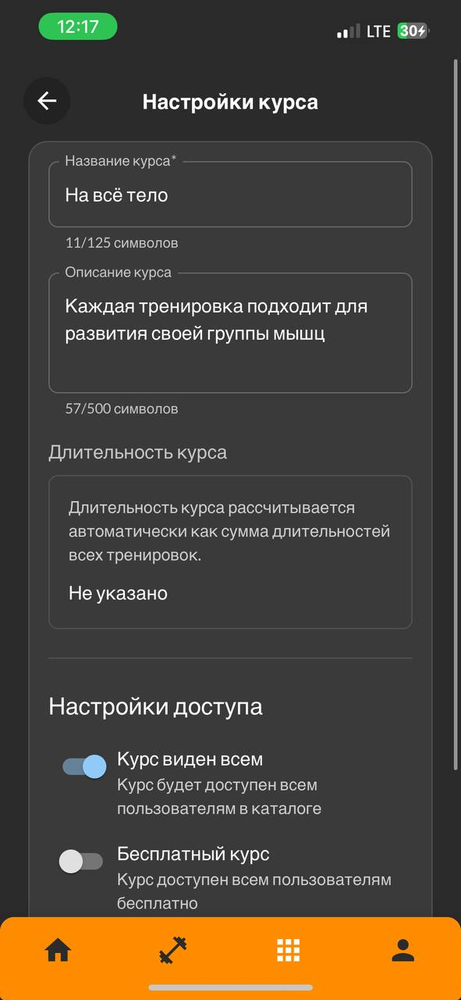 12:17
LTE 30
Настройки курса
Название курса*
На всё тело
11/125 символов
Описание курса
Каждая тренировка подходит для
развития своей группы мышц
57/500 символов
Длительность курса
Длительность курса рассчитывается
автоматически как сумма длительностей
всех тренировок.
Не указано
Настройки доступа
Курс виден всем
Курс будет доступен всем
пользователям в каталоге
Бесплатный курс
Курс доступен всем пользователям
бесплатно